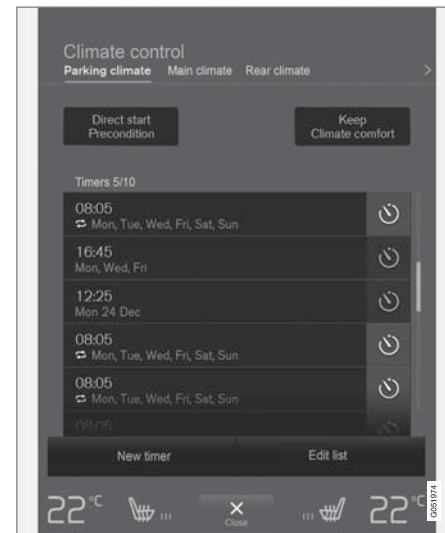 Climate control
Parking climate Main climate Rear climate
Direct start
Precondition
Keep
Climate comfort
Timers 5/10
08:05
Mon, Tue, Wed, Fri, Sat, Sun
16:45
Mon, Wed, Fri
12:25
Mon 24 Dec
08:05
Mon, Tue, Wed, Fri, Sat, Sun
08:05
Mon, Tue, Wed, Fri, Sat, Sun
08:05
New timer Edit list
22°C 22°C
Close
G051974